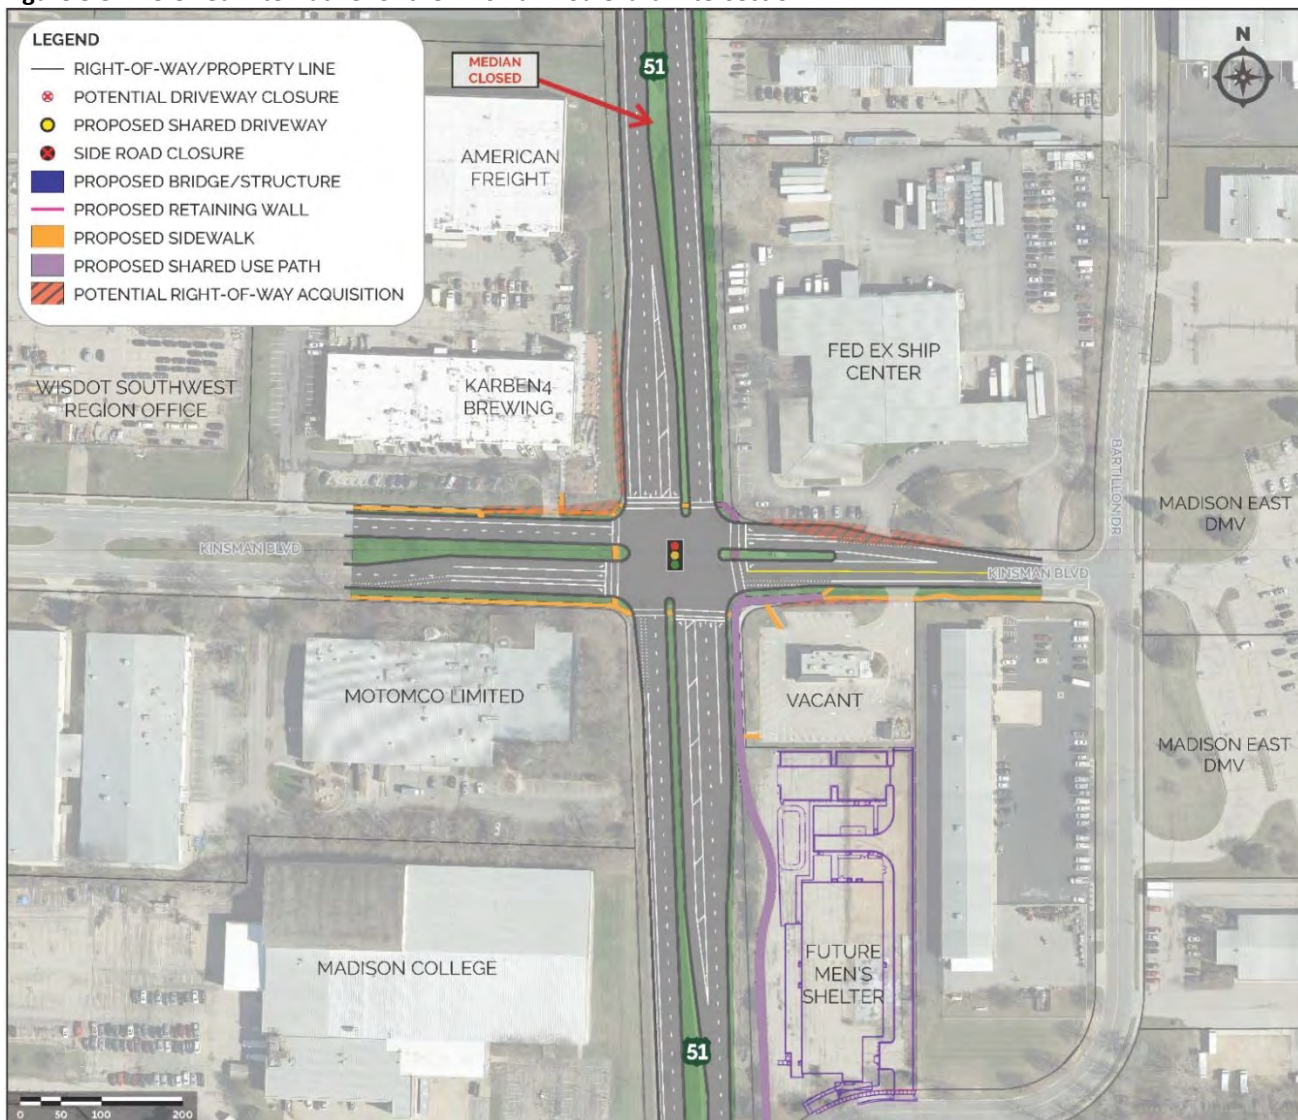 LEGEND
RIGHT-OF-WAY/PROPERTY LINE
POTENTIAL DRIVEWAY CLOSURE
PROPOSED SHARED DRIVEWAY
SIDE ROAD CLOSURE
PROPOSED BRIDGE/STRUCTURE
PROPOSED RETAINING WALL
PROPOSED SIDEWALK
PROPOSED SHARED USE PATH
POTENTIAL RIGHT-OF-WAY ACQUISITION
MEDIAN
CLOSED
51
N
AMERICAN
FREIGHT
WISDOT SOUTHWEST
REGION OFFICE
KARBEN4
BREWING
FED EX SHIP
CENTER
BARTILLON DR
MADISON EAST
DMV
KINSMAN BLVD
KINSMAN BLVD
MOTOMCO LIMITED
VACANT
MADISON EAST
DMV
MADISON COLLEGE
FUTURE
MEN'S
SHELTER
51
0 50 100 200